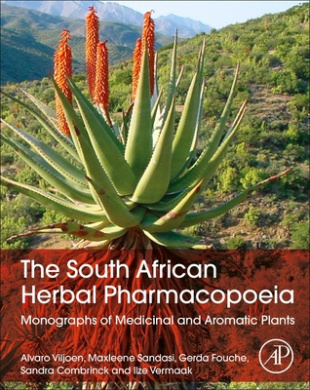 The South African
Herbal Pharmacopoeia
Monographs of Medicinal and Aromatic Plants
Alvaro Viljoen, Maxleene Sandasi, Gerda Fouche,
Sandra Combrinck and Ilze Vermaak
AP